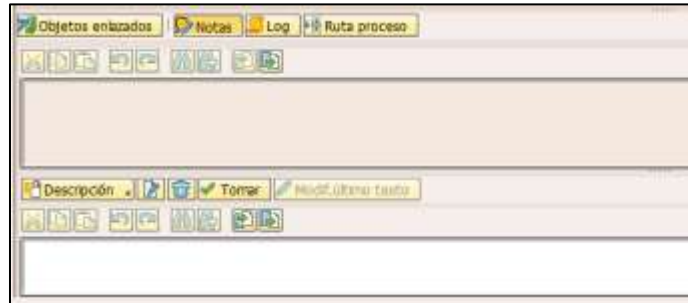 Objetos enlazados Notas Log Ruta proceso
Descripción Tomar Modif.último texto